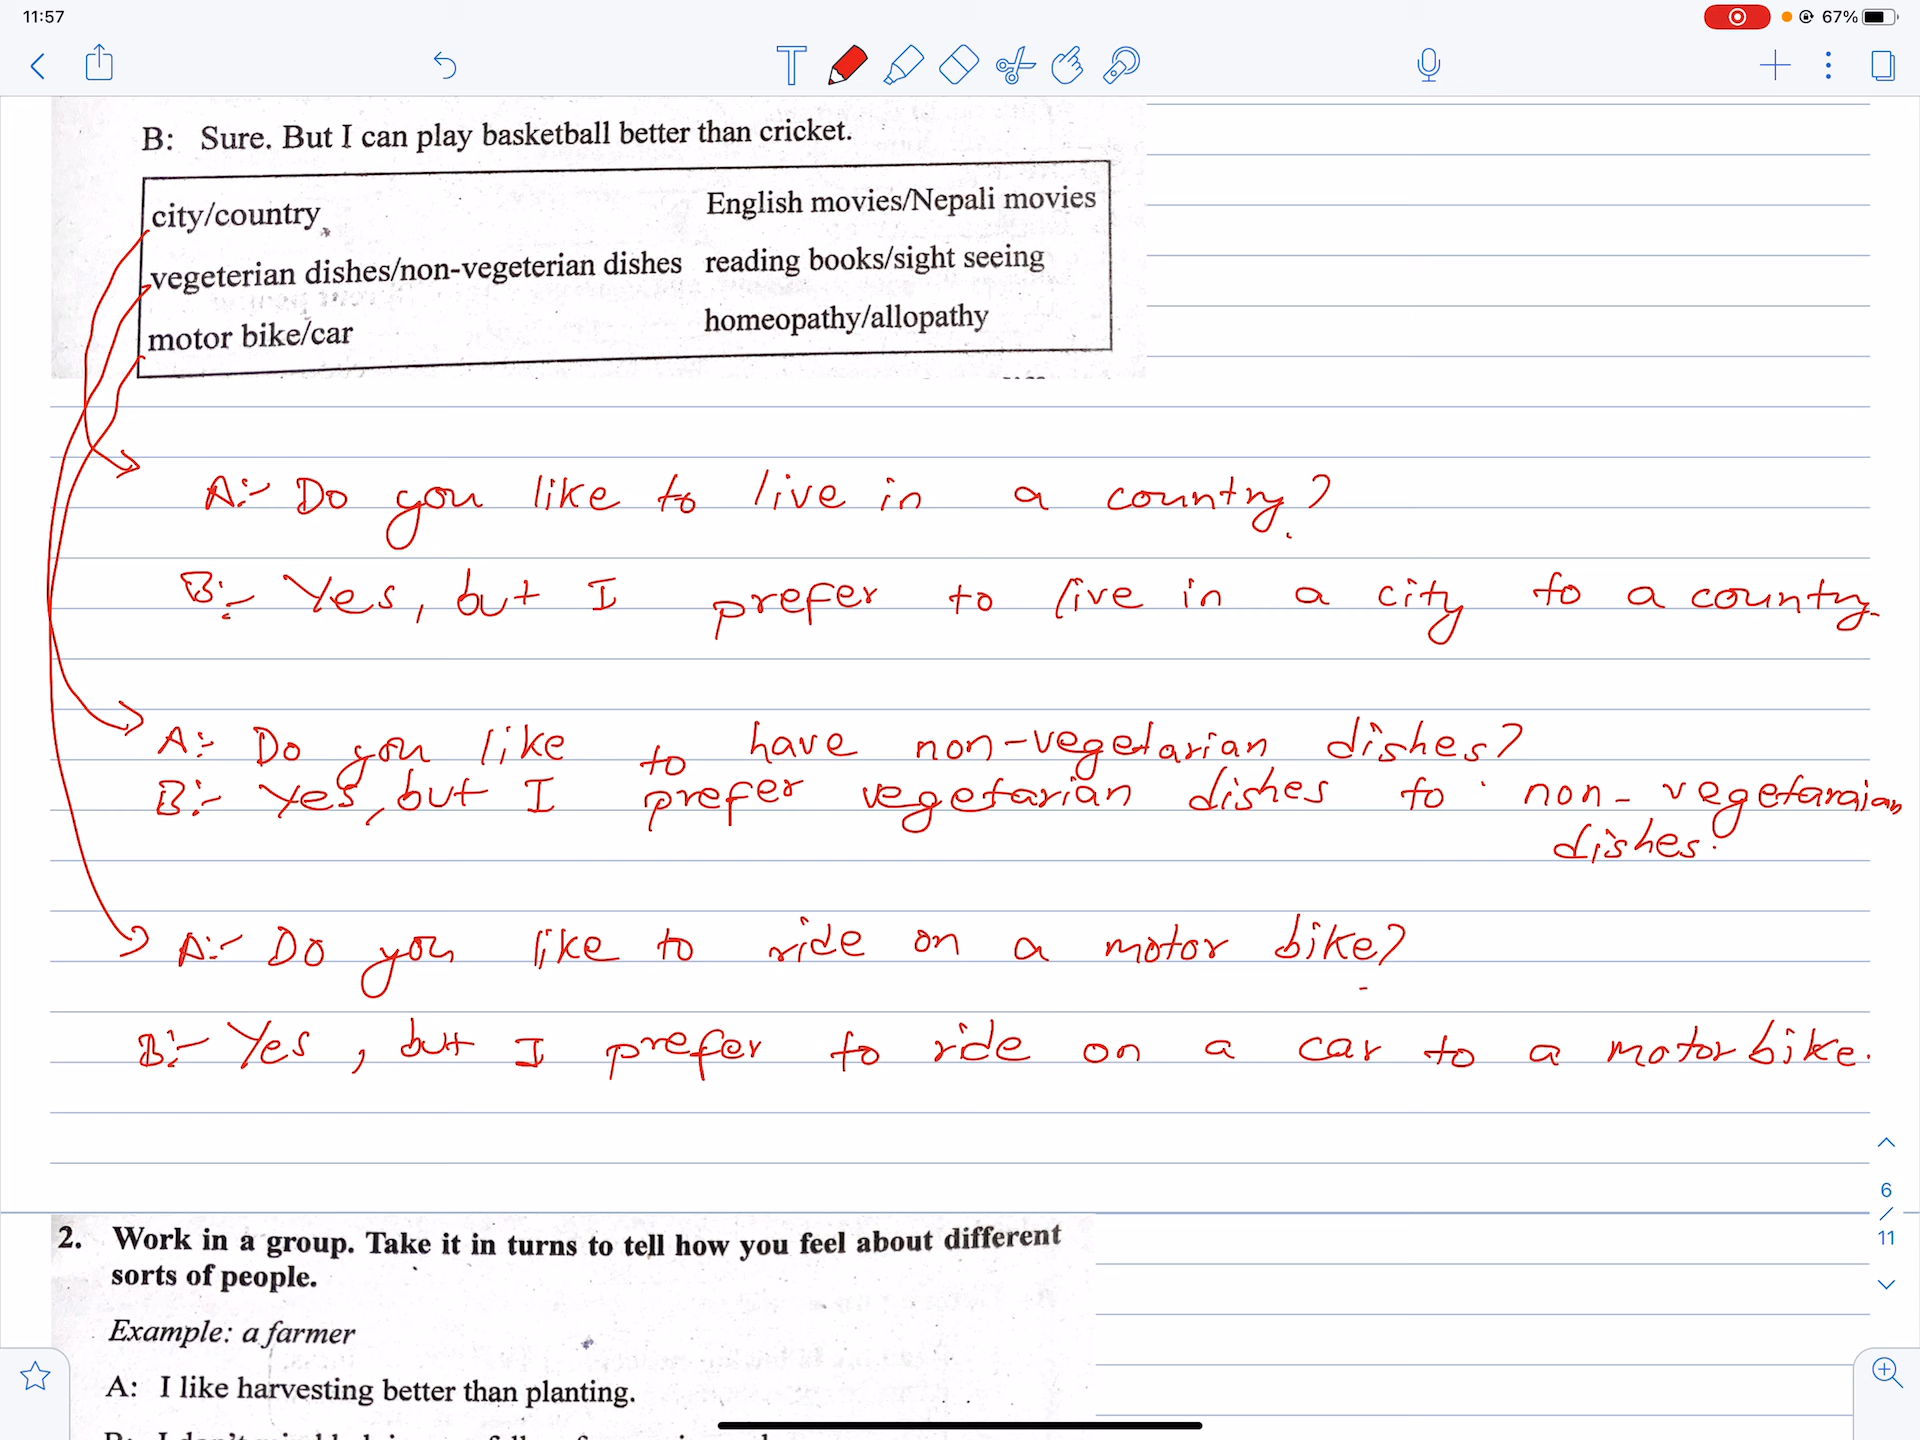 11:57
67%
B: Sure. But I can play basketball better than cricket.
city/country English movies/Nepali movies
vegeterian dishes/non-vegeterian dishes reading books/sight seeing
motor bike/car homeopathy/allopathy
A:- Do you like to live in a country?
B:- Yes, but I prefer to live in a city to a country.
A:- Do you like to have non-vegetarian dishes?
B:- Yes, but I prefer vegetarian dishes to non-vegetaraian
dishes.
A:- Do you like to ride on a motor bike?
B:- Yes, but I prefer to ride on a car to a motor bike.
6
/
11
2. Work in a group. Take it in turns to tell how you feel about different
sorts of people.
Example: a farmer
A: I like harvesting better than planting.